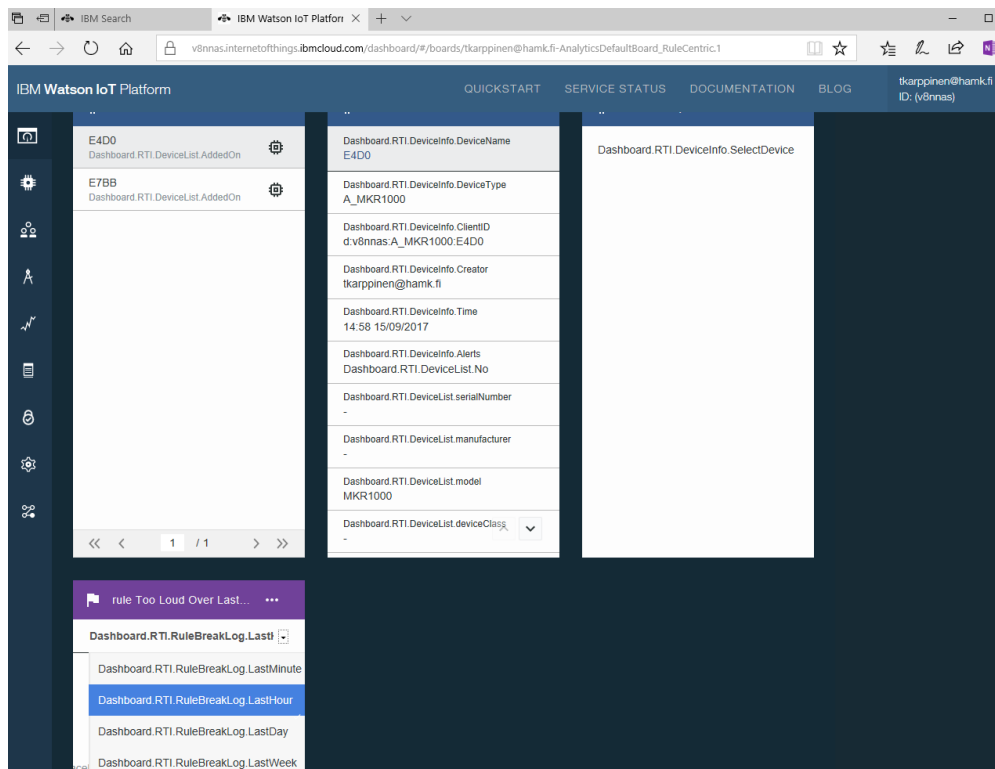 IBM Search
IBM Watson IoT Platform
v8nnas.internetofthings.ibmcloud.com/dashboard/#/boards/tkarppinen@hamk.fi-AnalyticsDefaultBoard_RuleCentric.1
IBM Watson IoT Platform
QUICKSTART
SERVICE STATUS
DOCUMENTATION
BLOG
tkarppinen@hamk.fi
ID: (v8nnas)
E4D0
Dashboard.RTI.DeviceList.AddedOn
E7BB
Dashboard.RTI.DeviceList.AddedOn
1 / 1
Dashboard.RTI.DeviceInfo.DeviceName
E4D0
Dashboard.RTI.DeviceInfo.DeviceType
A_MKR1000
Dashboard.RTI.DeviceInfo.ClientID
d:v8nnas:A_MKR1000:E4D0
Dashboard.RTI.DeviceInfo.Creator
tkarppinen@hamk.fi
Dashboard.RTI.DeviceInfo.Time
14:58 15/09/2017
Dashboard.RTI.DeviceInfo.Alerts
Dashboard.RTI.DeviceList.No
Dashboard.RTI.DeviceList.serialNumber
-
Dashboard.RTI.DeviceList.manufacturer
-
Dashboard.RTI.DeviceList.model
MKR1000
Dashboard.RTI.DeviceList.deviceClass
-
Dashboard.RTI.DeviceInfo.SelectDevice
rule Too Loud Over Last...
Dashboard.RTI.RuleBreakLog.LastH
Dashboard.RTI.RuleBreakLog.LastMinute
Dashboard.RTI.RuleBreakLog.LastHour
Dashboard.RTI.RuleBreakLog.LastDay
Dashboard.RTI.RuleBreakLog.LastWeek